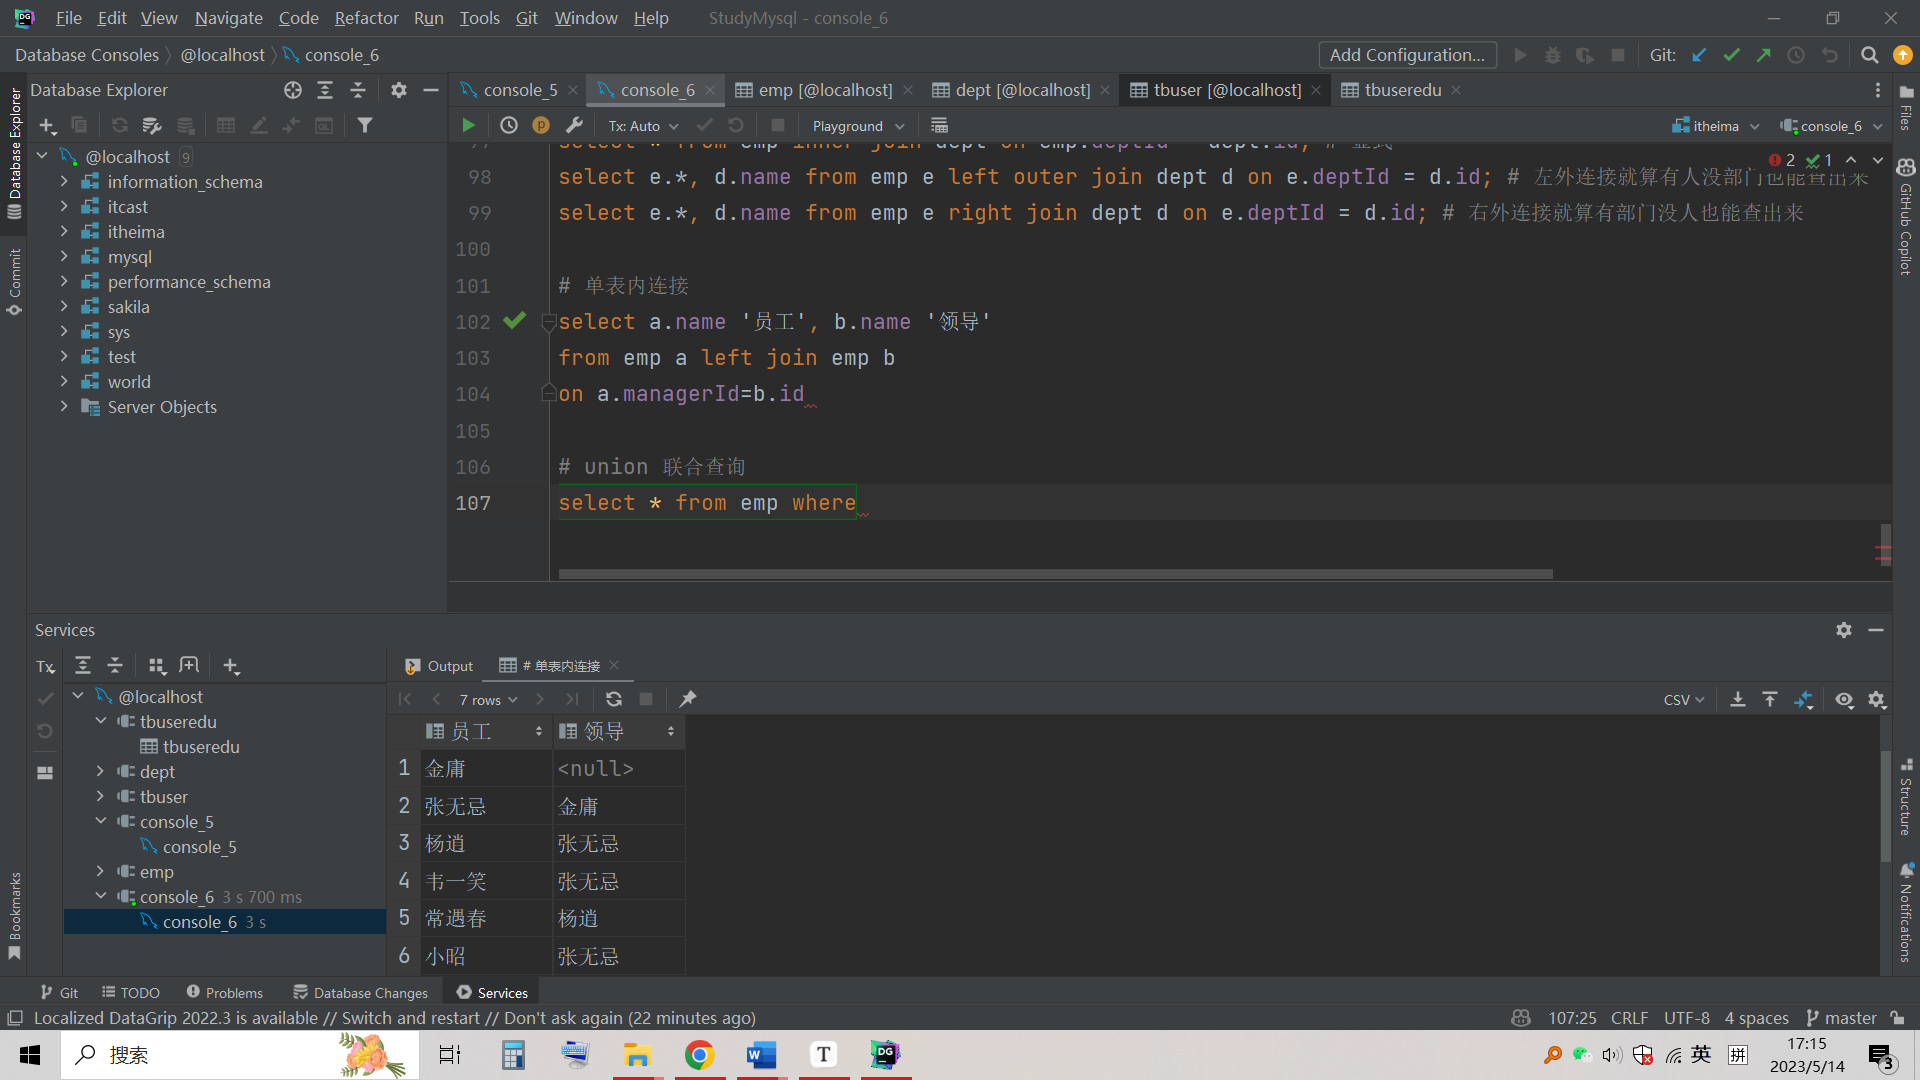 File Edit View Navigate Code Refactor Run Tools Git Window Help StudyMysql - console_6
Database Consoles @localhost console_6 Add Configuration... Git:
Database Explorer
console_5 console_6 emp [@localhost] dept [@localhost] tbuser [@localhost] tbuseredu
Tx: Auto Playground itheima console_6
@localhost 9
information_schema
itcast
itheima
mysql
performance_schema
sakila
sys
test
world
Server Objects
2 1
98 select e.*, d.name from emp e left outer join dept d on e.deptId = d.id; # 左外连接就算有人没部门也能查出来
99 select e.*, d.name from emp e right join dept d on e.deptId = d.id; # 右外连接就算有部门没人也能查出来
100
101 # 单表内连接
102 select a.name '员工', b.name '领导'
103 from emp a left join emp b
104 on a.managerId=b.id
105
106 # union 联合查询
107 select * from emp where
Database Explorer
Commit
Bookmarks
Files
GitHub Copilot
Structure
Notifications
Services
Tx
@localhost
tbuseredu
tbuseredu
dept
tbuser
console_5
console_5
emp
console_6 3 s 700 ms
console_6 3 s
Output # 单表内连接
7 rows CSV
员工 领导
1 金庸 <null>
2 张无忌 金庸
3 杨逍 张无忌
4 韦一笑 张无忌
5 常遇春 杨逍
6 小昭 张无忌
Git TODO Problems Database Changes Services
Localized DataGrip 2022.3 is available // Switch and restart // Don't ask again (22 minutes ago) 107:25 CRLF UTF-8 4 spaces master
搜索
英 拼
17:15
2023/5/14
3